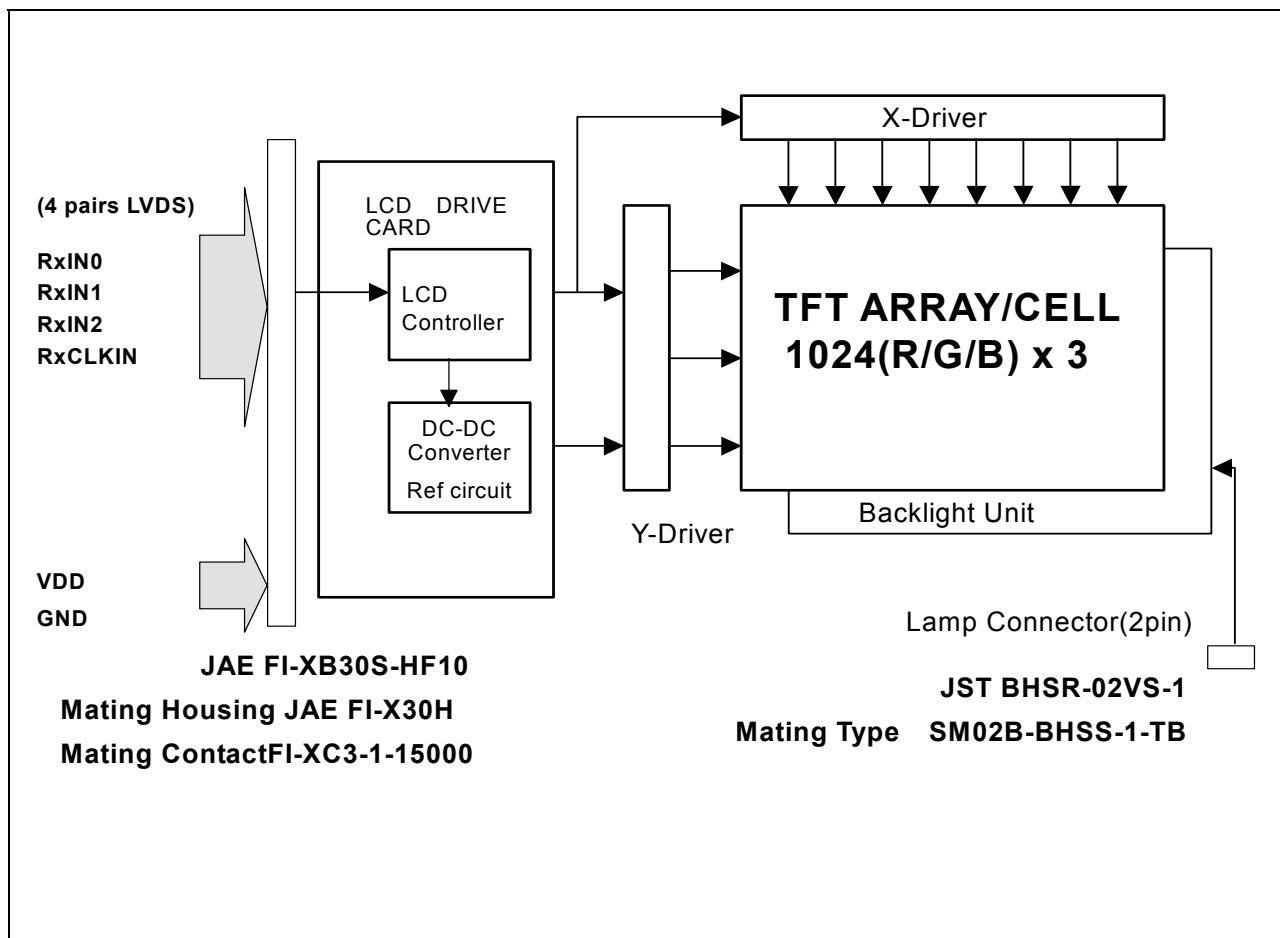 X-Driver
(4 pairs LVDS)
RxIN0
RxIN1
RxIN2
RxCLKIN
LCD DRIVE
CARD
LCD
Controller
DC-DC
Converter
Ref circuit
TFT ARRAY/CELL
1024(R/G/B) x 3
Backlight Unit
Y-Driver
VDD
GND
Lamp Connector(2pin)
JAE FI-XB30S-HF10
Mating Housing JAE FI-X30H
Mating ContactFI-XC3-1-15000
JST BHSR-02VS-1
Mating Type SM02B-BHSS-1-TB